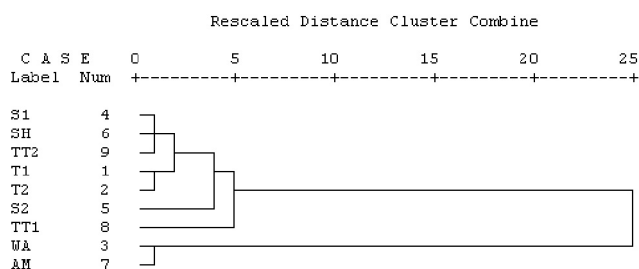 Rescaled Distance Cluster Combine
C A S E 0 5 10 15 20 25
Label Num +---------+---------+---------+---------+---------+
S1 4
SH 6
TT2 9
T1 1
T2 2
S2 5
TT1 8
WA 3
AM 7